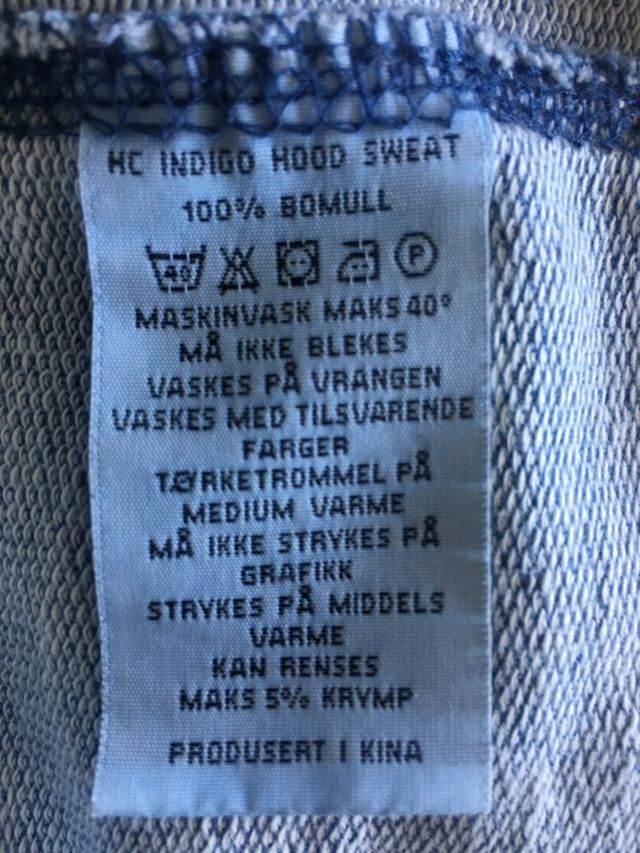 HC INDIGO HOOD SWEAT
100% BOMULL
40 P
MASKINVASK MAKS 40°
MÅ IKKE BLEKES
VASKES PÅ VRANGEN
VASKES MED TILSVARENDE
FARGER
TØRKETROMMEL PÅ
MEDIUM VARME
MÅ IKKE STRYKES PÅ
GRAFIKK
STRYKES PÅ MIDDELS
VARME
KAN RENSES
MAKS 5% KRYMP
PRODUSERT I KINA